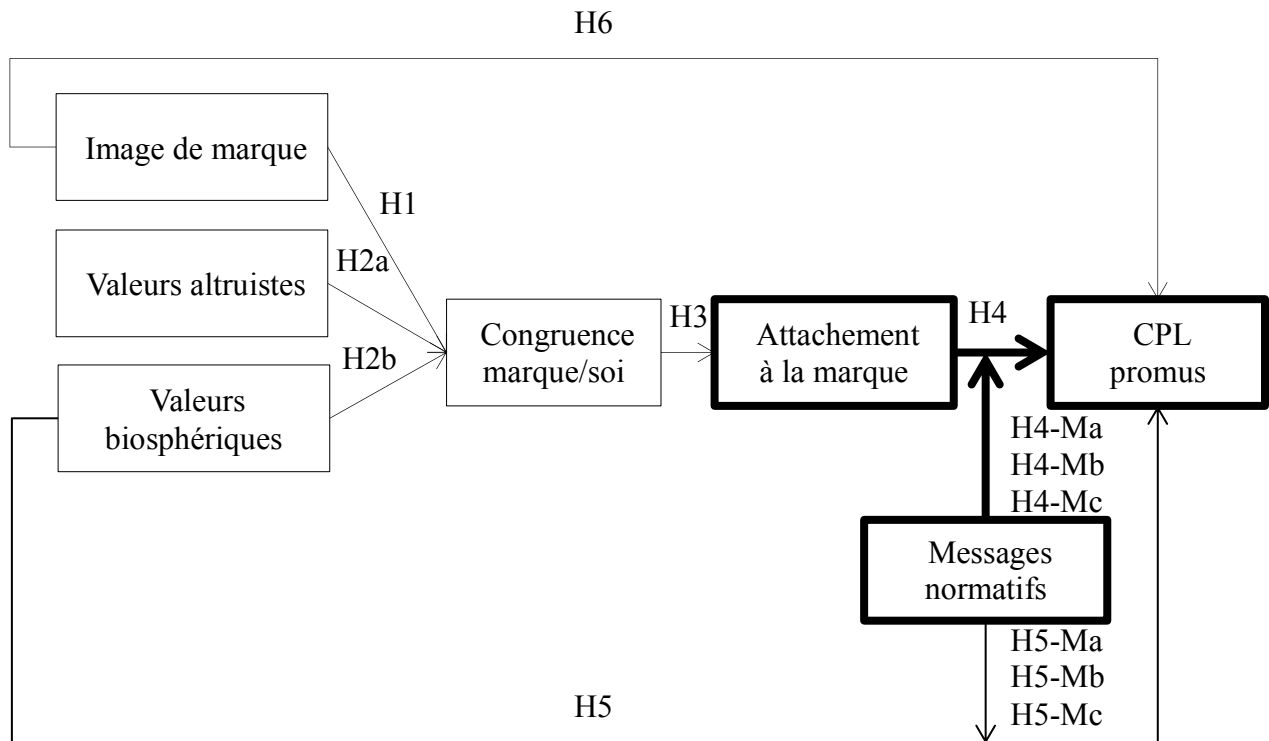 H6
Image de marque
H1
Valeurs altruistes
H2a
H2b
Valeurs
biosphériques
Congruence
marque/soi
H3
Attachement
à la marque
H4
CPL
promus
H4-Ma
H4-Mb
H4-Mc
Messages
normatifs
H5-Ma
H5-Mb
H5-Mc
H5